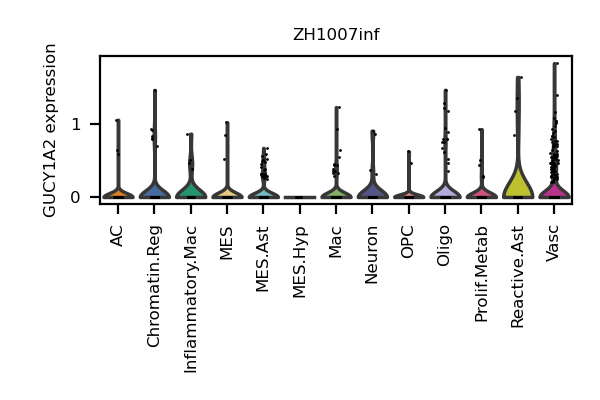 ZH1007inf
GUCY1A2 expression
1
0
AC
Chromatin.Reg
Inflammatory.Mac
MES
MES.Ast
MES.Hyp
Mac
Neuron
OPC
Oligo
Prolif.Metab
Reactive.Ast
Vasc